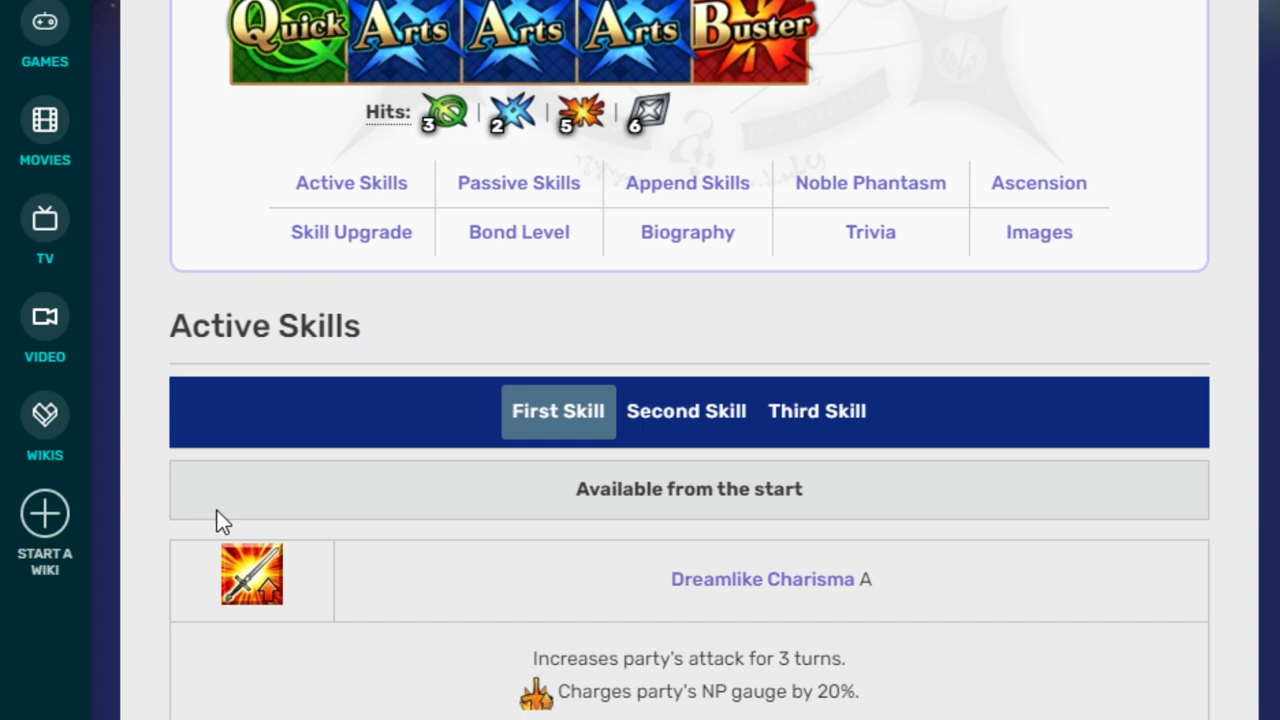 Quick Arts Arts Arts Buster
GAMES
Hits: 3 | 2 | 5 | 6
MOVIES
Active Skills Passive Skills Append Skills Noble Phantasm Ascension
Skill Upgrade Bond Level Biography Trivia Images
TV
Active Skills
VIDEO
First Skill Second Skill Third Skill
WIKIS
Available from the start
START A
WIKI
Dreamlike Charisma A
Increases party's attack for 3 turns.
Charges party's NP gauge by 20%.